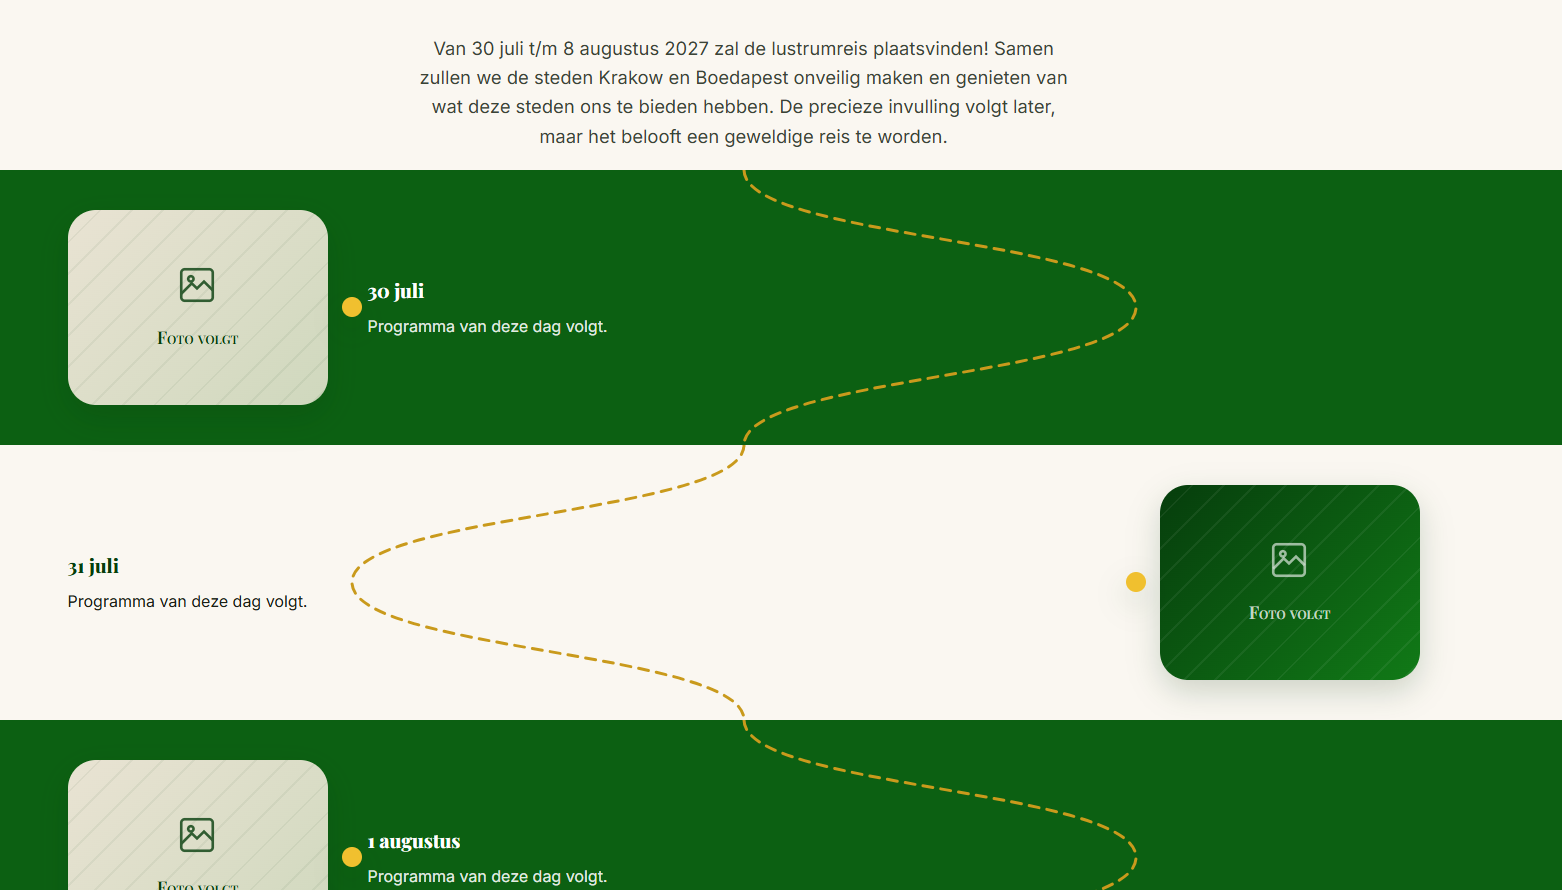 Van 30 juli t/m 8 augustus 2027 zal de lustrumreis plaatsvinden! Samen
zullen we de steden Krakow en Boedapest onveilig maken en genieten van
wat deze steden ons te bieden hebben. De precieze invulling volgt later,
maar het belooft een geweldige reis te worden.
Foto volgt
30 juli
Programma van deze dag volgt.
31 juli
Programma van deze dag volgt.
Foto volgt
Foto volgt
1 augustus
Programma van deze dag volgt.